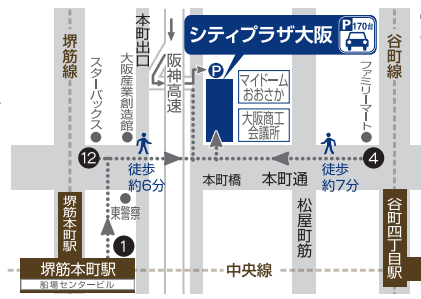 シティプラザ大阪
P170台
堺筋線
スターバックス
大阪産業創造館
本町出口
阪神高速
P
マイドーム
おおさか
大阪商工
会議所
ファミリーマート
谷町線
12
徒歩
約6分
本町橋
本町通
徒歩
約7分
4
堺筋本町駅
東警察
松屋町筋
谷町四丁目駅
1
堺筋本町駅
船場センタービル
中央線